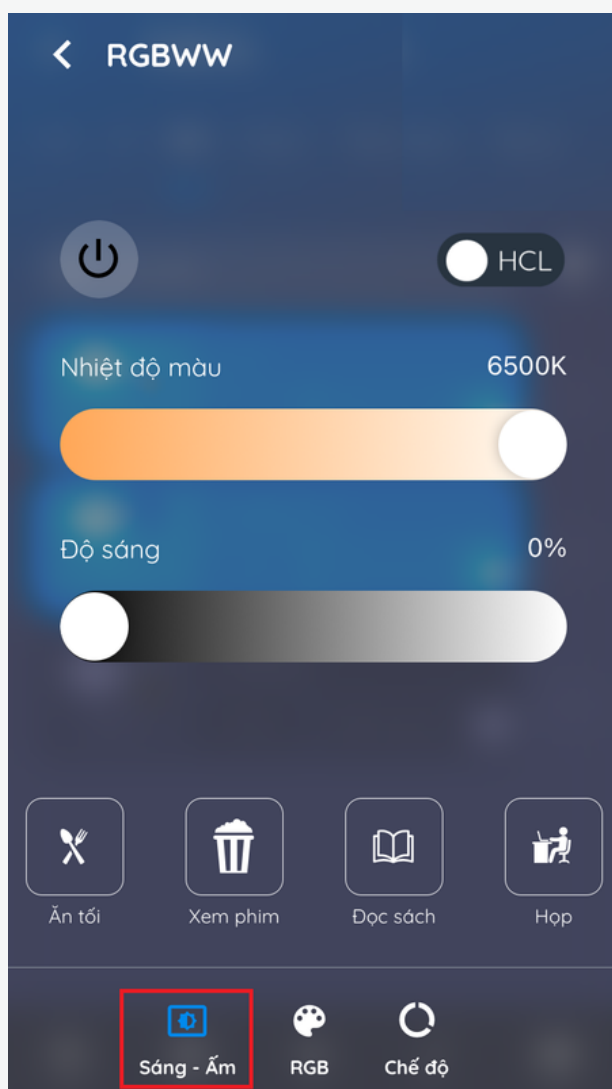 RGBWW
HCL
Nhiệt độ màu 6500K
Độ sáng 0%
Ăn tối Xem phim Đọc sách Họp
Sáng - Ấm RGB Chế độ